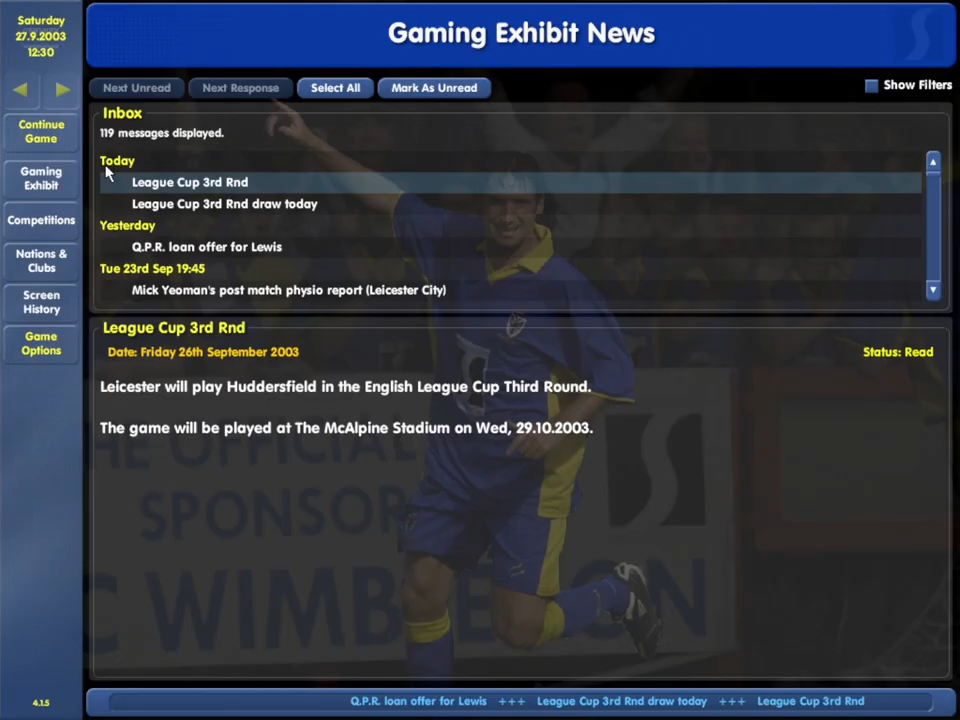 Saturday
27.9.2003
12:30
Gaming Exhibit News
Next Unread
Next Response
Select All
Mark As Unread
Show Filters
Continue
Game
Gaming
Exhibit
Competitions
Nations &
Clubs
Screen
History
Game
Options
Inbox
119 messages displayed.
Today
League Cup 3rd Rnd
League Cup 3rd Rnd draw today
Yesterday
Q.P.R. loan offer for Lewis
Tue 23rd Sep 19:45
Mick Yeoman's post match physio report (Leicester City)
League Cup 3rd Rnd
Date: Friday 26th September 2003
Status: Read
Leicester will play Huddersfield in the English League Cup Third Round.
The game will be played at The McAlpine Stadium on Wed, 29.10.2003.
HE OFFICIAL
SPONSOR
C WIMB
ON
4.1.5
Q.P.R. loan offer for Lewis +++ League Cup 3rd Rnd draw today +++ League Cup 3rd Rnd